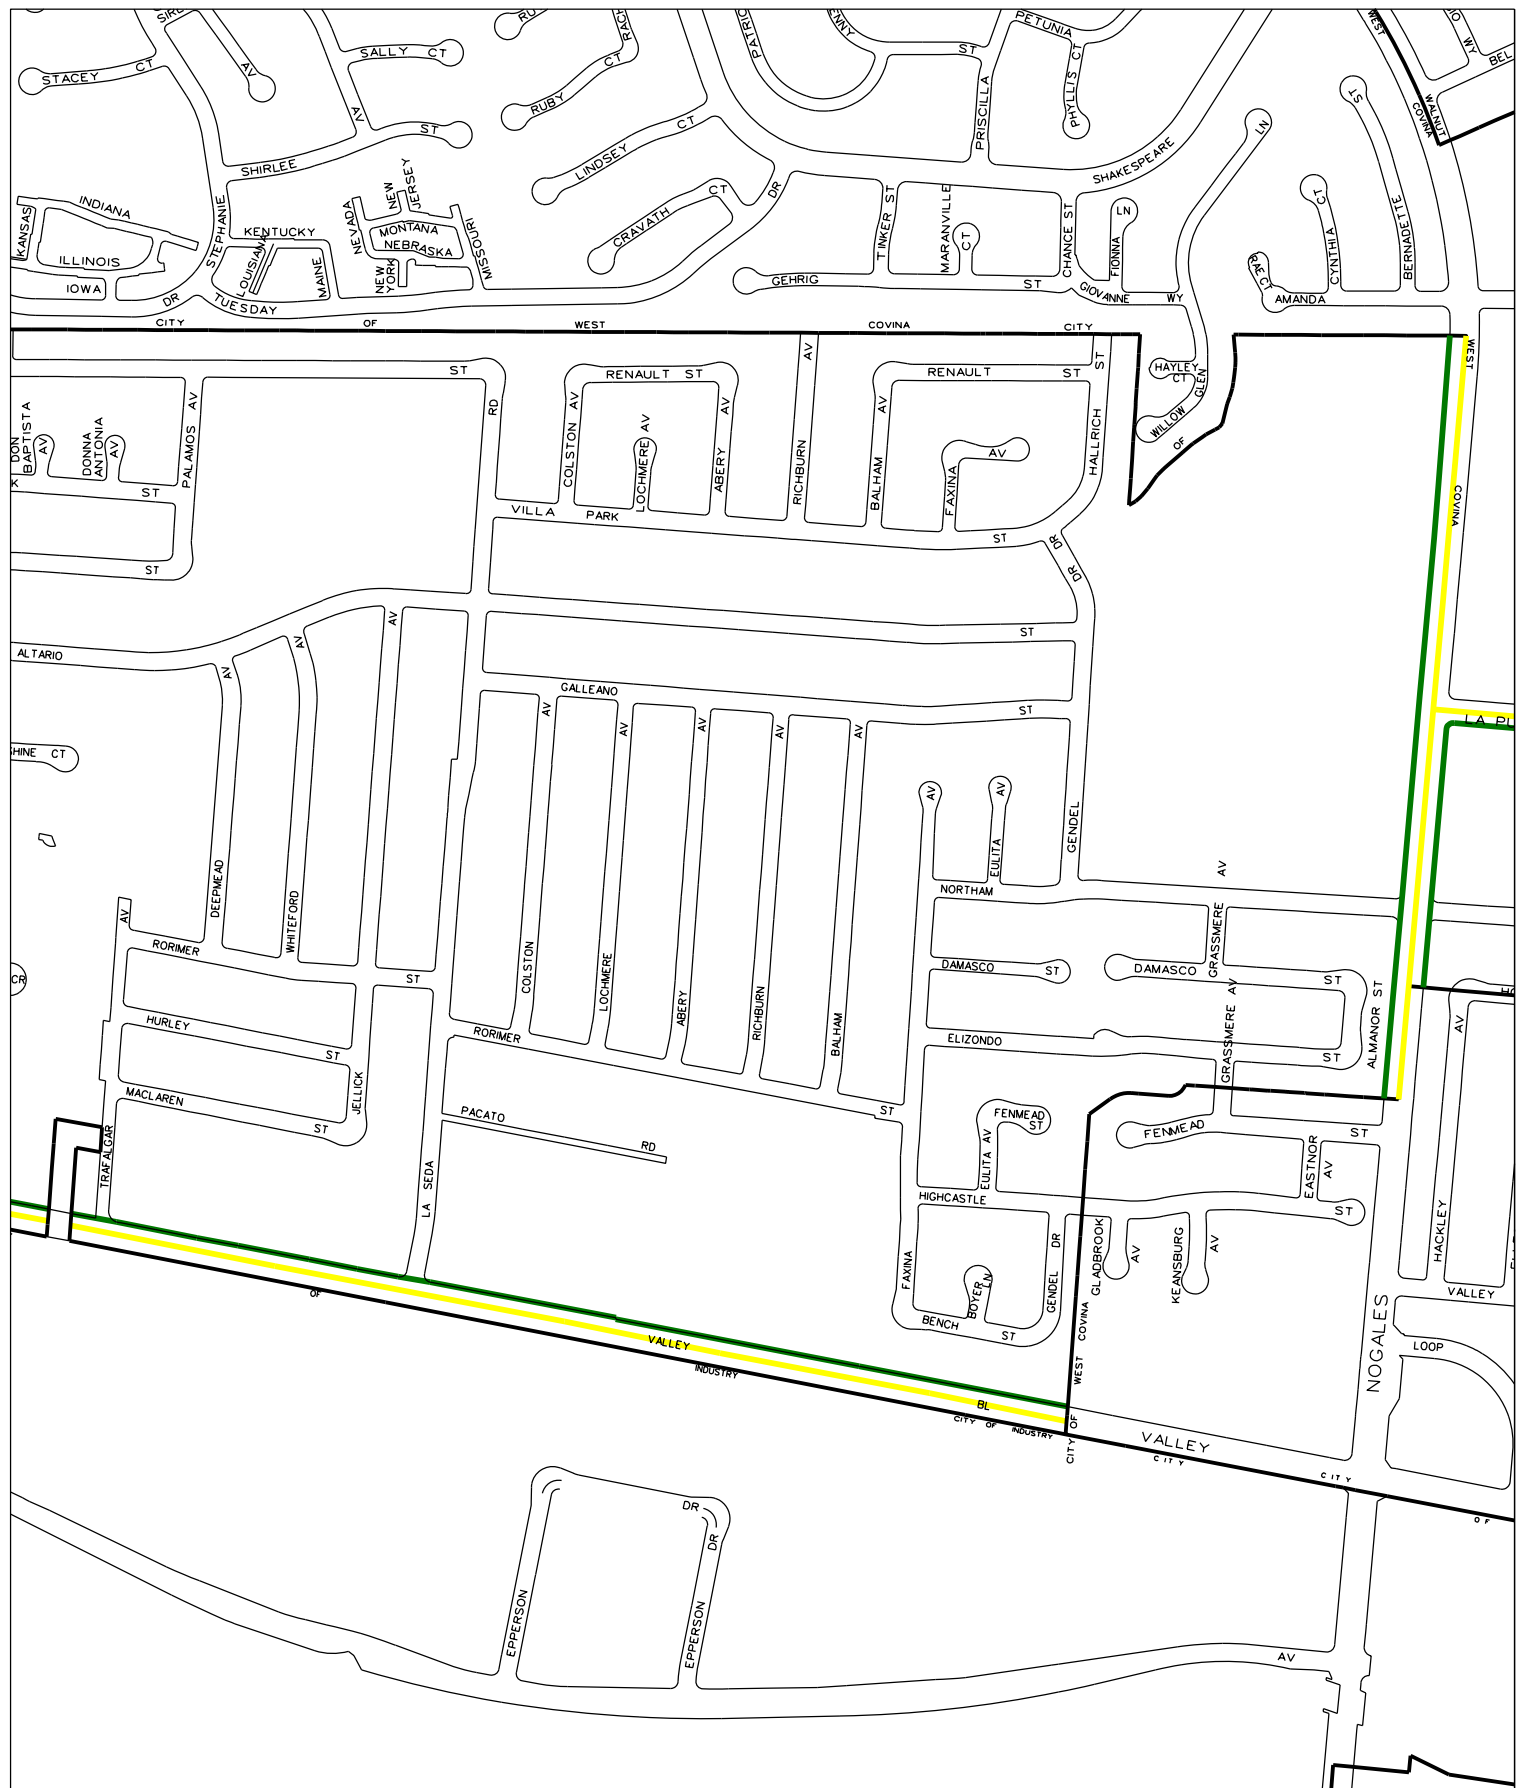 STACEY CT
AV
SALLY CT
AV
ST
SHIRLEE
RUBY CT
LINDSEY CT
CRAVATH CT
DR
ST
PRISCILLA
PETUNIA
PHYLLIS CT
SHAKESPEARE
LN
WEST
COVINA
WALNUT
WY
BEL
ST
BERNADETTE
CYNTHIA CT
RAE CT
AMANDA
KANSAS
INDIANA
ILLINOIS
IOWA
STEPHANIE
DR
KENTUCKY
LOUISIANA
MAINE
TUESDAY
NEVADA
NEW
JERSEY
MONTANA
NEBRASKA
NEW
YORK
MISSOURI
TINKER ST
MARANVILLE
CT
CHANCE ST
FIONNA
LN
GEHRIG
ST
GIOVANNE WY
CITY OF WEST COVINA CITY
OF
HAYLEY
CT
WILLOW
GLEN
WEST
COVINA
ST
RD
RENAULT ST
RENAULT ST
AV
ST
DON
BAPTISTA
AV
DONNA
ANTONIA
AV
PALAMOS AV
ST
ST
COLSTON AV
LOCHMERE AV
ABERY AV
RICHBURN
BALHAM AV
FAXINA
AV
HALLRICH
VILLA PARK
ST
DR
DR
ALTARIO
AV
AV
AV
ST
GALLEANO
ST
AV
AV
AV
AV
AV
HINE CT
DEEPMEAD
WHITEFORD
COLSTON
LOCHMERE
ABERY
RICHBURN
BALHAM
AV
EULITA
AV
GENDEL
NORTHAM
AV
GRASSMERE
DAMASCO ST
DAMASCO
ST
GRASSMERE AV
ALMANOR ST
ELIZONDO
ST
LA PU
AV
RORIMER
ST
CR
HURLEY
ST
JELLICK
MACLAREN
ST
TRAFALGAR
RORIMER
ST
PACATO
RD
LA SEDA
FENMEAD
ST
EULITA AV
FENMEAD
ST
EASTNOR
AV
HIGHCASTLE
ST
FAXINA
BOYER
LN
BENCH
ST
GENDEL
DR
GLADBROOK
AV
KEANSBURG
AV
HACKLEY
AV
VALLEY
LOOP
NOGALES
CITY OF WEST COVINA
OF
VALLEY
BL
INDUSTRY
CITY OF INDUSTRY
VALLEY
CITY
CITY
OF
DR
DR
EPPERSON
EPPERSON
AV